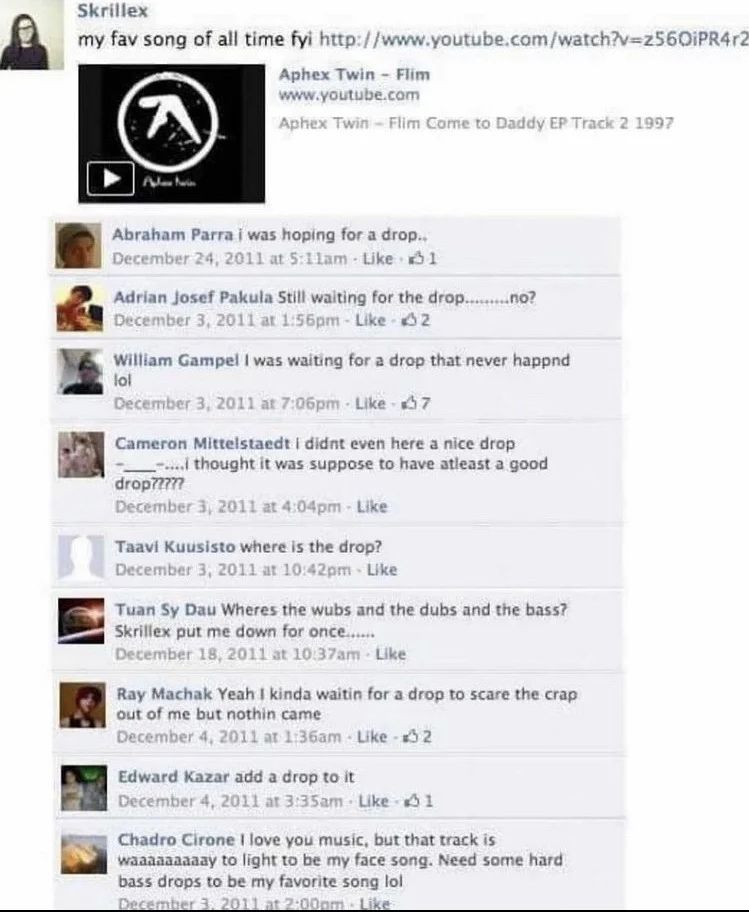 Skrillex
my fav song of all time fyi http://www.youtube.com/watch?v=z56OiPR4r2
Aphex Twin - Flim
www.youtube.com
Aphex Twin - Flim Come to Daddy EP Track 2 1997
Aphex Twin
Abraham Parra i was hoping for a drop..
December 24, 2011 at 5:11am · Like · 1
Adrian Josef Pakula Still waiting for the drop.........no?
December 3, 2011 at 1:56pm · Like · 2
William Gampel I was waiting for a drop that never happnd
lol
December 3, 2011 at 7:06pm · Like · 7
Cameron Mittelstaedt i didnt even here a nice drop
-____-....i thought it was suppose to have atleast a good
drop?????
December 3, 2011 at 4:04pm · Like
Taavi Kuusisto where is the drop?
December 3, 2011 at 10:42pm · Like
Tuan Sy Dau Wheres the wubs and the dubs and the bass?
Skrillex put me down for once......
December 18, 2011 at 10:37am · Like
Ray Machak Yeah I kinda waitin for a drop to scare the crap
out of me but nothin came
December 4, 2011 at 1:36am · Like · 2
Edward Kazar add a drop to it
December 4, 2011 at 3:35am · Like · 1
Chadro Cirone I love you music, but that track is
waaaaaaaaay to light to be my face song. Need some hard
bass drops to be my favorite song lol
December 3, 2011 at 2:00pm · Like